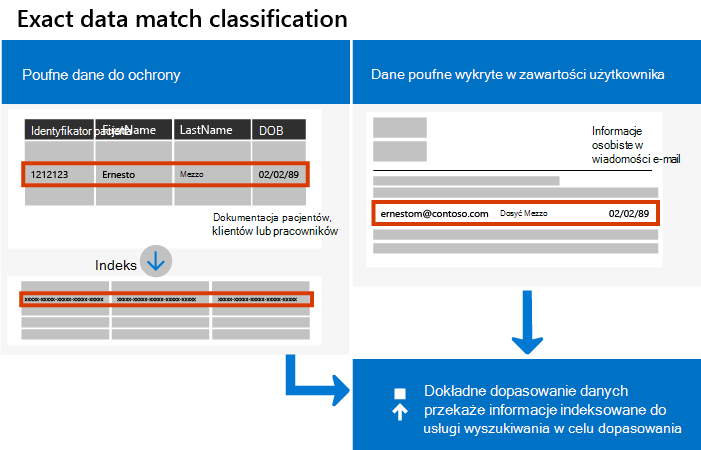 Exact data match classification
Poufne dane do ochrony
Identyfikator pacjenta FirstName LastName DOB
1212123 Ernesto Mezzo 02/02/89
Dokumentacja pacjentów,
klientów lub pracowników
Indeks
xxxxx-xxxxx-xxxxx-xxxxx-xxxxx xxxxx-xxxxx-xxxxx-xxxxx-xxxxx xxxxx-xxxxx-xxxxx-xxxxx-xxxxx
Dane poufne wykryte w zawartości użytkownika
Informacje
osobiste w
wiadomości e-mail
ernestom@contoso.com Dosyć Mezzo 02/02/89
Dokładne dopasowanie danych
przekaże informacje indeksowane do
usługi wyszukiwania w celu dopasowania